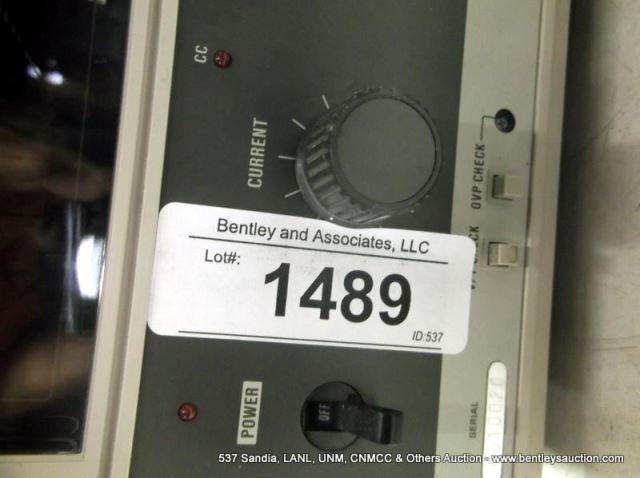 CC
CURRENT
OVP CHECK
Bentley and Associates, LLC
Lot#:
1489
ID:537
POWER
OFF
SERIAL
537 Sandia, LANL, UNM, CNMCC & Others Auction - www.bentleysauction.com